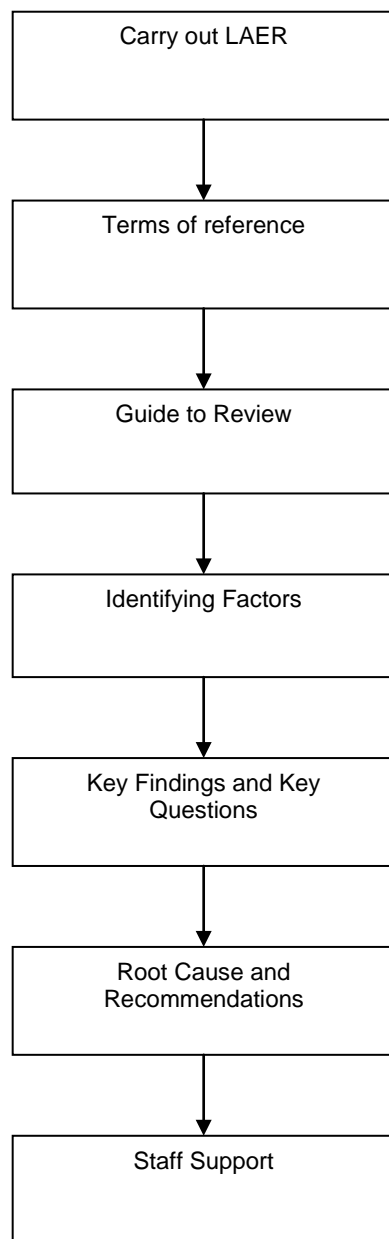 Carry out LAER
Terms of reference
Guide to Review
Identifying Factors
Key Findings and Key
Questions
Root Cause and
Recommendations
Staff Support